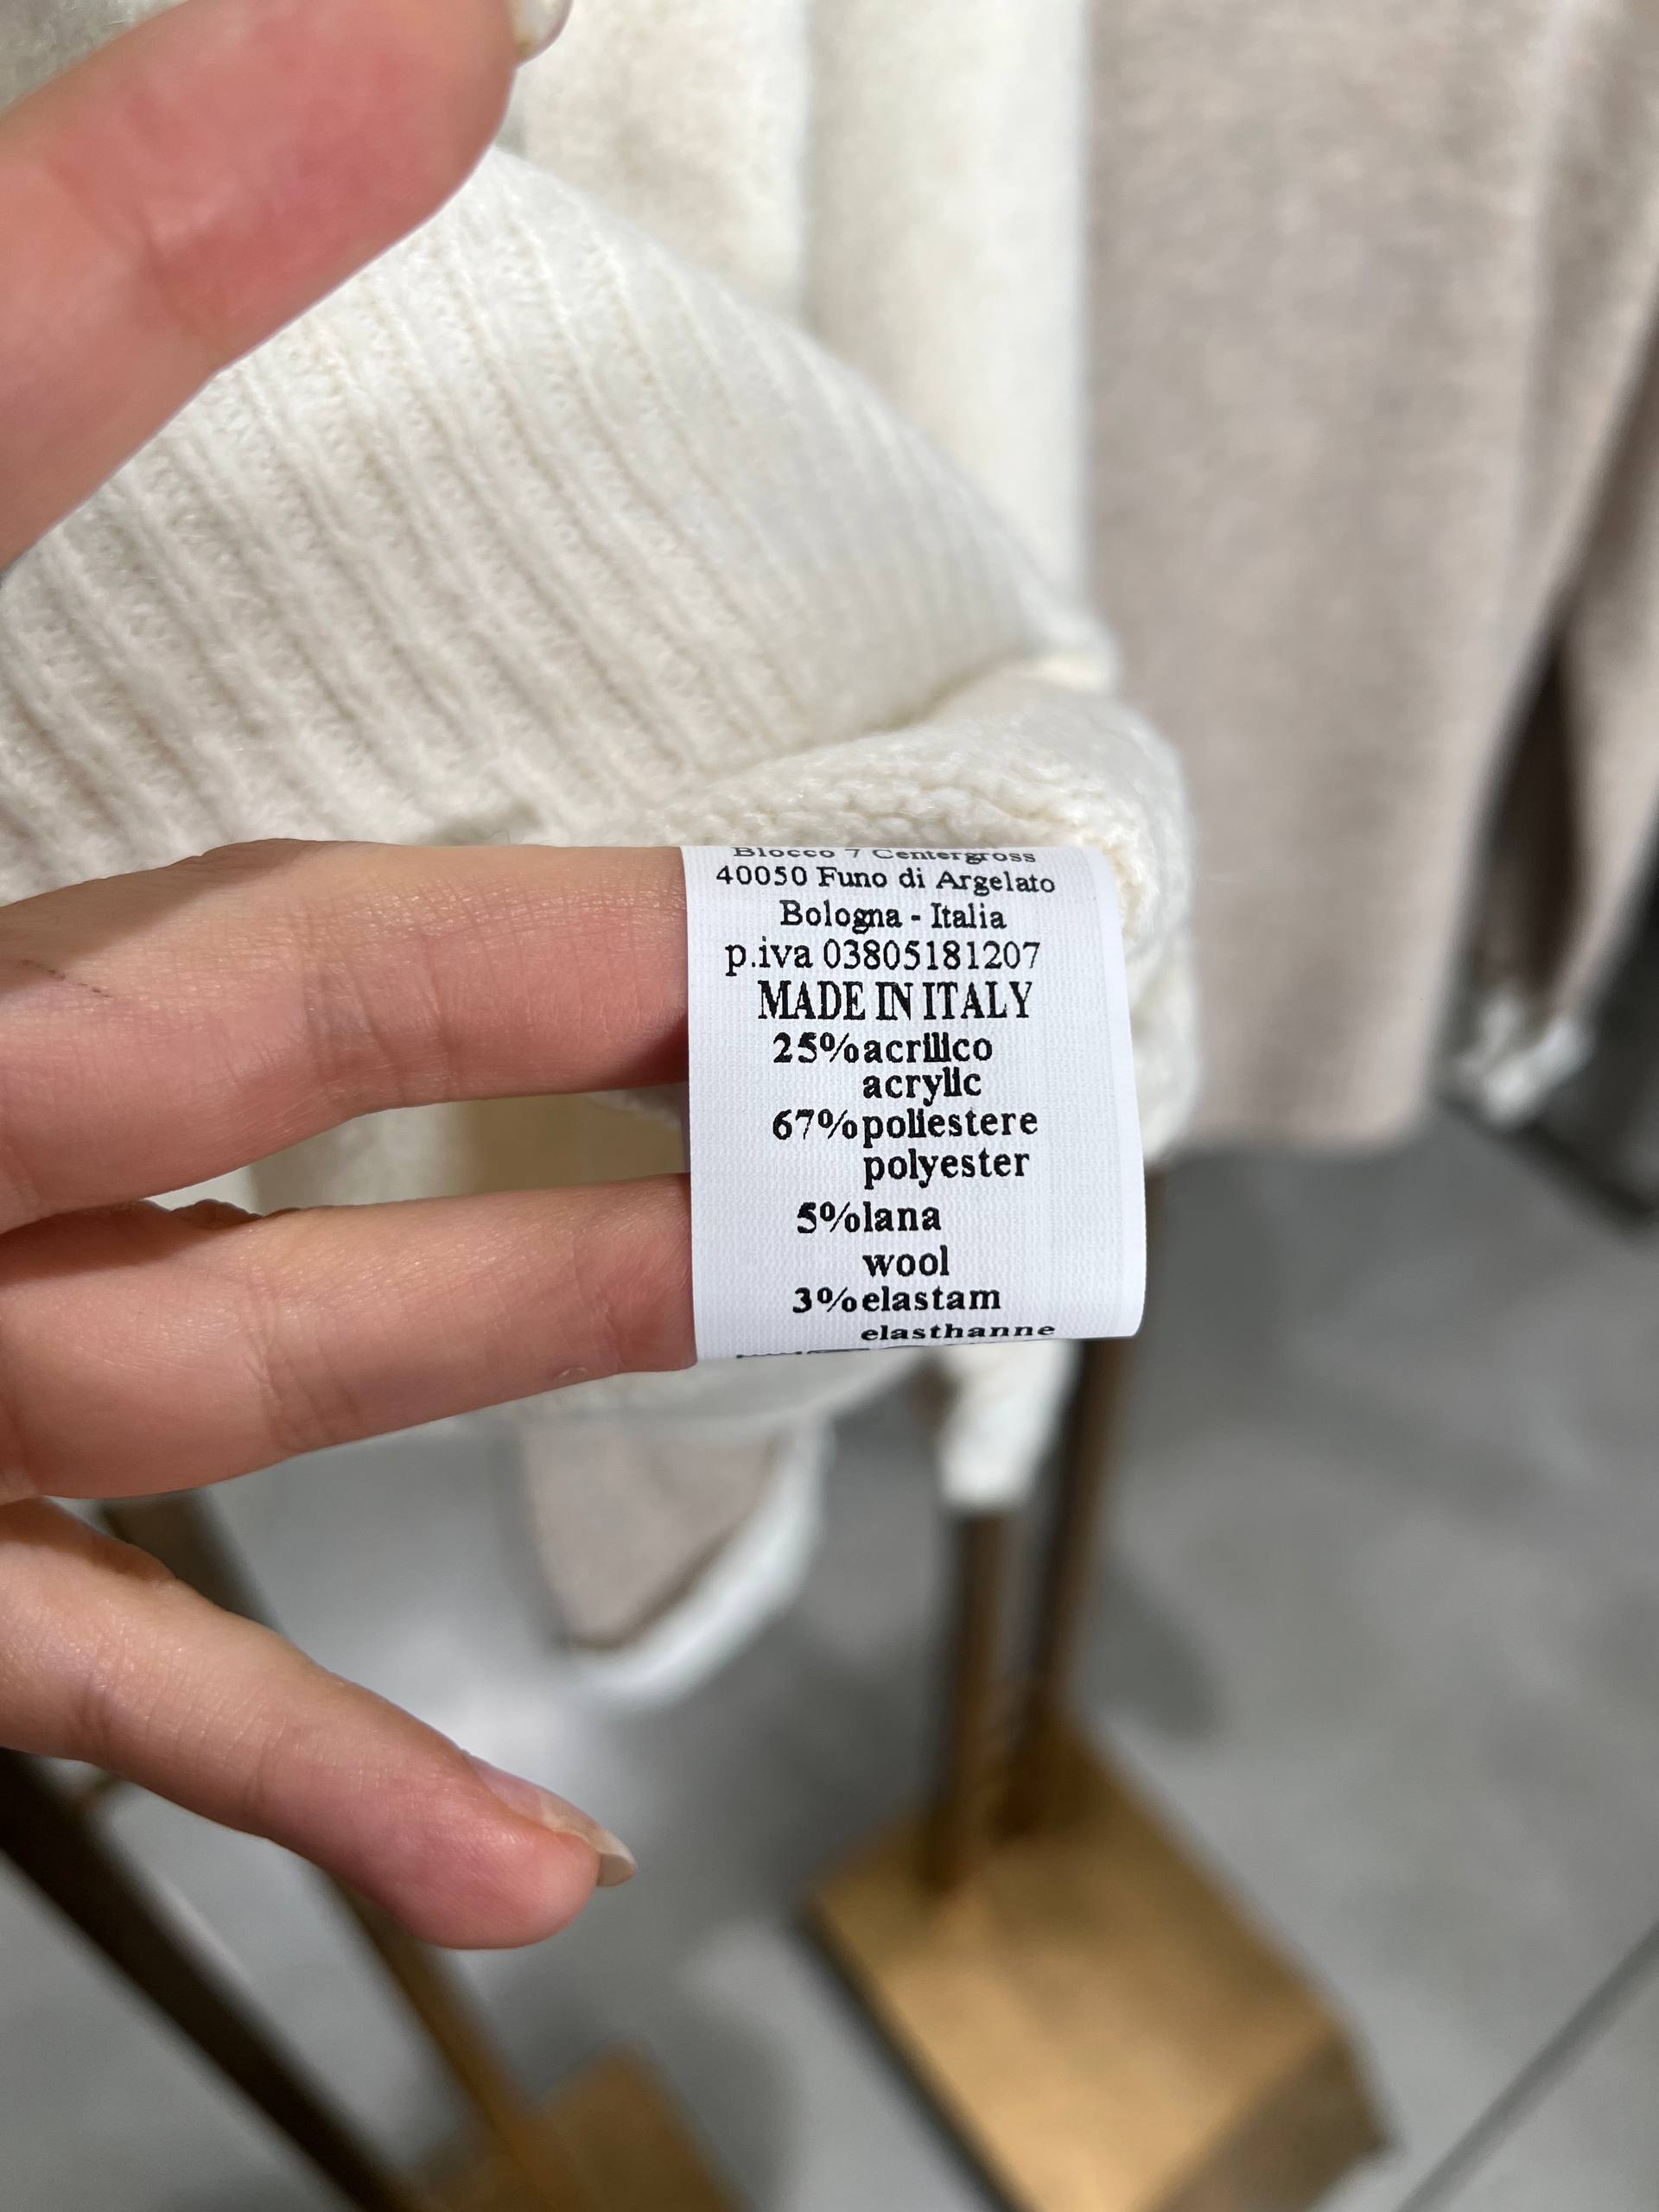 Blocco 7 Centergross
40050 Funo di Argelato
Bologna - Italia
p.iva 03805181207
MADE IN ITALY
25%acrilico
acrylic
67%poliestere
polyester
5%lana
wool
3%elastam
elasthanne